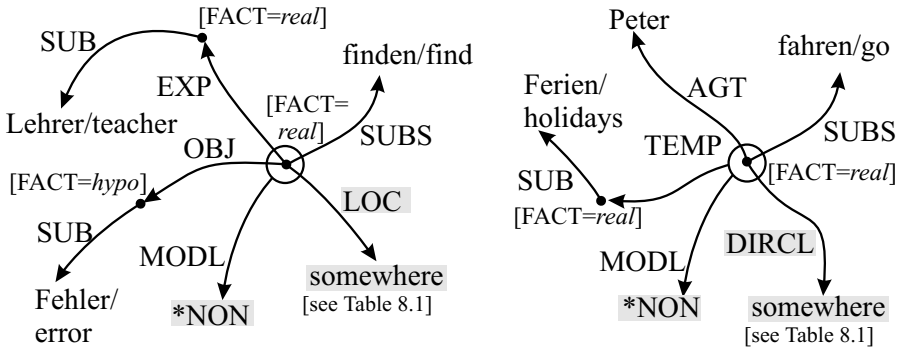 [FACT=real]
SUB
finden/find
EXP
[FACT=
real]
Lehrer/teacher
SUBS
OBJ
[FACT=hypo]
LOC
SUB
MODL
somewhere
[see Table 8.1]
Fehler/
error
*NON
Peter
fahren/go
Ferien/
holidays
AGT
TEMP
SUBS
SUB
[FACT=real]
[FACT=real]
DIRCL
MODL
*NON
somewhere
[see Table 8.1]